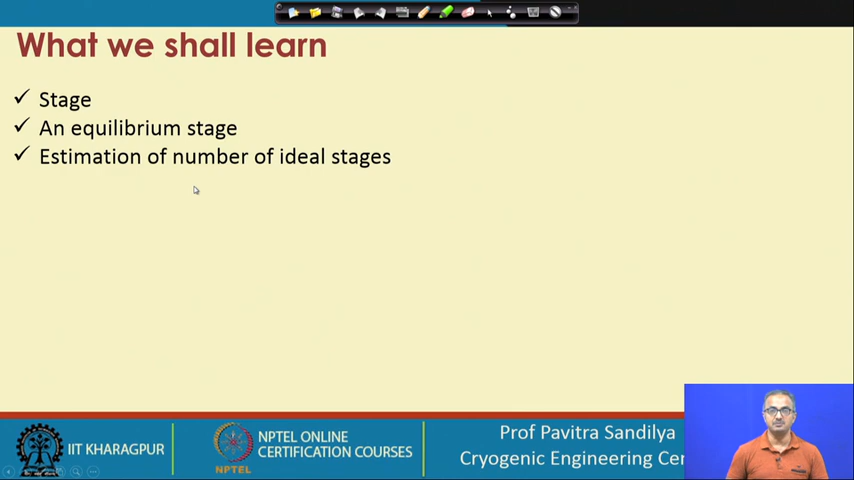 What we shall learn
✓ Stage
✓ An equilibrium stage
✓ Estimation of number of ideal stages
IIT KHARAGPUR
NPTEL
NPTEL ONLINE
CERTIFICATION COURSES
Prof Pavitra Sandilya
Cryogenic Engineering Cen